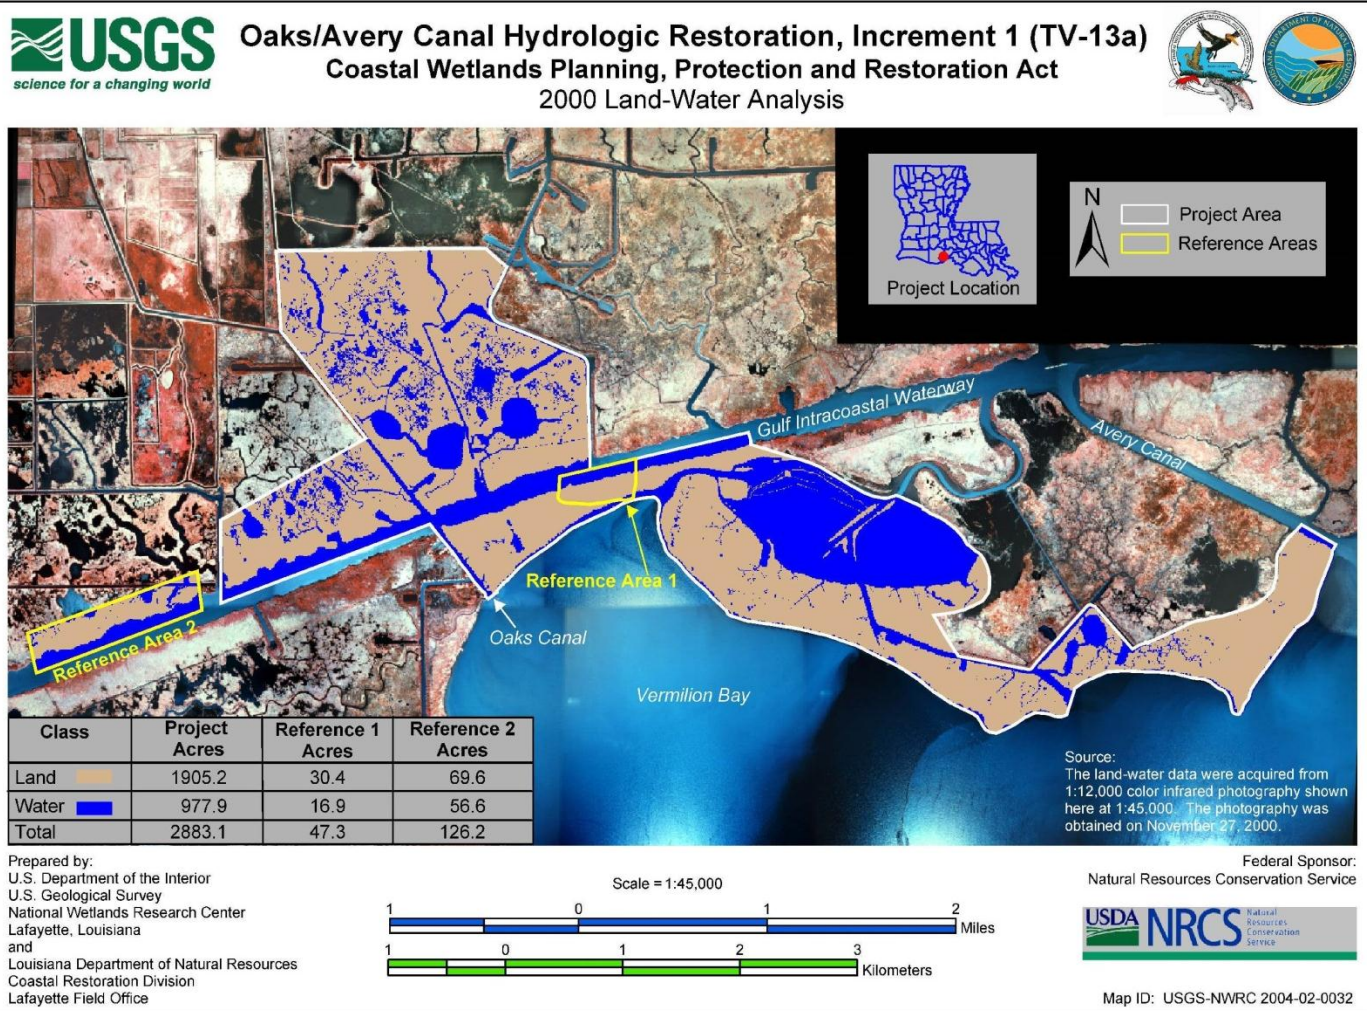 USGS
science for a changing world
Oaks/Avery Canal Hydrologic Restoration, Increment 1 (TV-13a)
Coastal Wetlands Planning, Protection and Restoration Act
2000 Land-Water Analysis
LOUISIANA DEPARTMENT OF NATURAL RESOURCES
Project Location
N
Project Area
Reference Areas
Gulf Intracoastal Waterway
Avery Canal
Reference Area 1
Oaks Canal
Reference Area 2
Vermilion Bay
Class Project Acres Reference 1 Acres Reference 2 Acres
Land 1905.2 30.4 69.6
Water 977.9 16.9 56.6
Total 2883.1 47.3 126.2
Source:
The land-water data were acquired from
1:12,000 color infrared photography shown
here at 1:45,000. The photography was
obtained on November 27, 2000.
Prepared by:
U.S. Department of the Interior
U.S. Geological Survey
National Wetlands Research Center
Lafayette, Louisiana
and
Louisiana Department of Natural Resources
Coastal Restoration Division
Lafayette Field Office
Scale = 1:45,000
1 0 1 2
Miles
1 0 1 2 3
Kilometers
Federal Sponsor:
Natural Resources Conservation Service
USDA NRCS
Natural
Resources
Conservation
Service
Map ID: USGS-NWRC 2004-02-0032